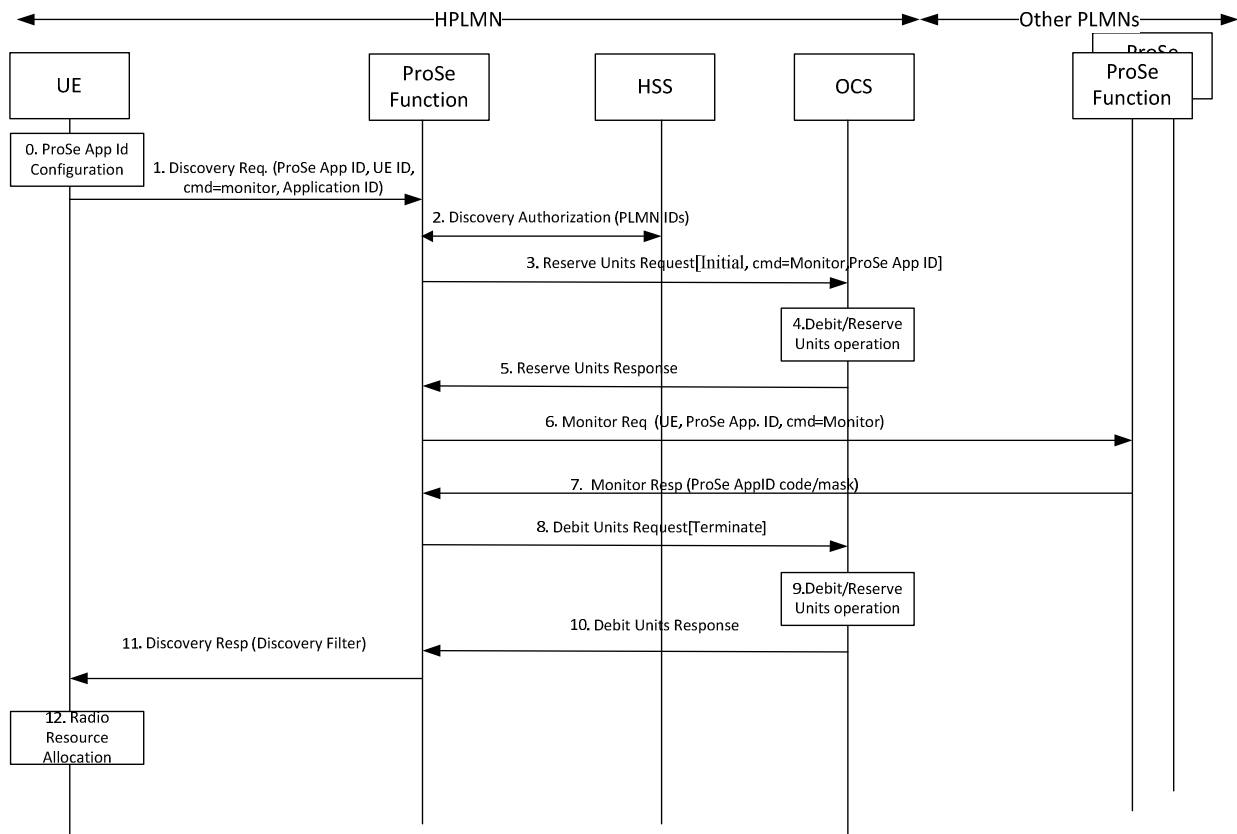 HPLMN
Other PLMNs
UE
ProSe
Function
HSS
OCS
ProSe
ProSe
Function
0. ProSe App Id
Configuration
1. Discovery Req. (ProSe App ID, UE ID,
cmd=monitor, Application ID)
2. Discovery Authorization (PLMN IDs)
3. Reserve Units Request[Initial, cmd=Monitor,ProSe App ID]
4.Debit/Reserve
Units operation
5. Reserve Units Response
6. Monitor Req (UE, ProSe App. ID, cmd=Monitor)
7. Monitor Resp (ProSe AppID code/mask)
8. Debit Units Request[Terminate]
9.Debit/Reserve
Units operation
10. Debit Units Response
11. Discovery Resp (Discovery Filter)
12. Radio
Resource
Allocation